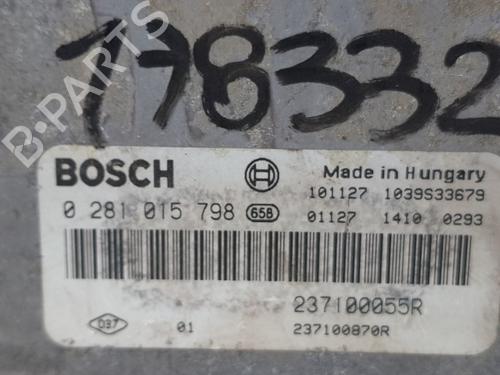 178332
B-PARTS
BOSCH
Made in Hungary
101127 1039S33679
0 281 015 798 658
01127 1410 0293
237100055R
D37 01 237100870R